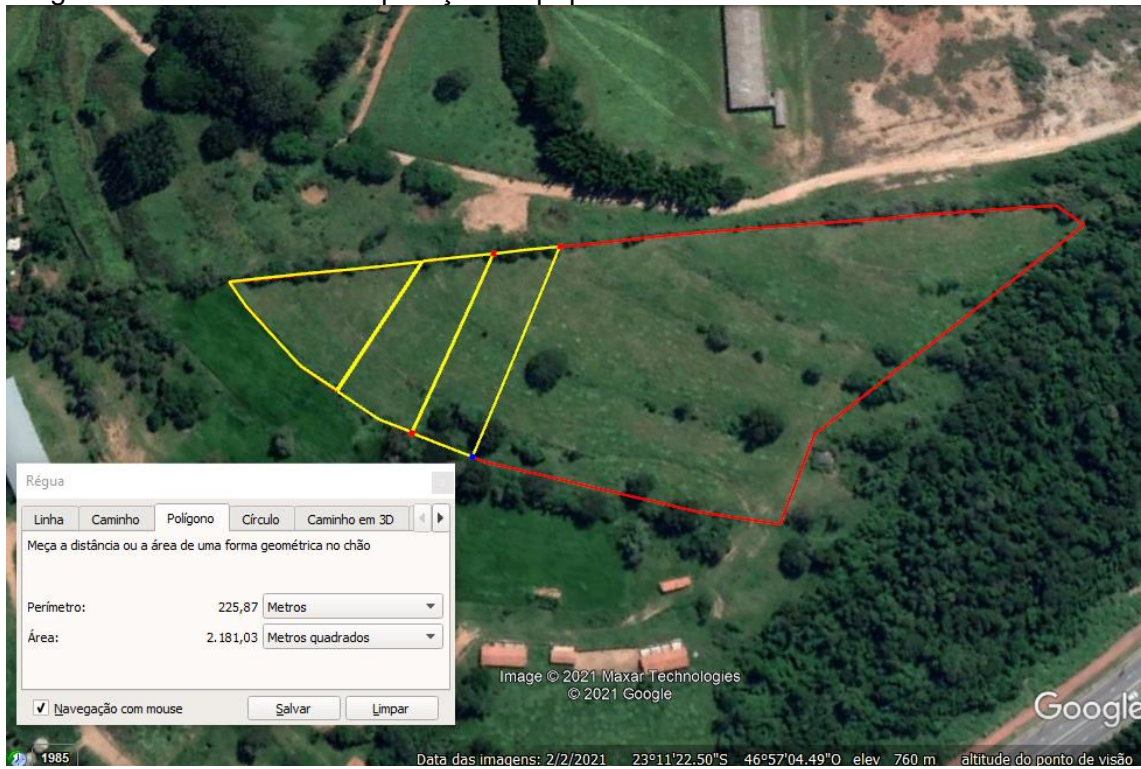 Régua
Linha Caminho Polígono Círculo Caminho em 3D
Meça a distância ou a área de uma forma geométrica no chão
Perímetro: 225,87 Metros
Área: 2.181,03 Metros quadrados
Navegação com mouse Salvar Limpar
Image © 2021 Maxar Technologies
© 2021 Google
Google
1985 Data das imagens: 2/2/2021 23°11'22.50"S 46°57'04.49"O elev 760 m altitude do ponto de visão